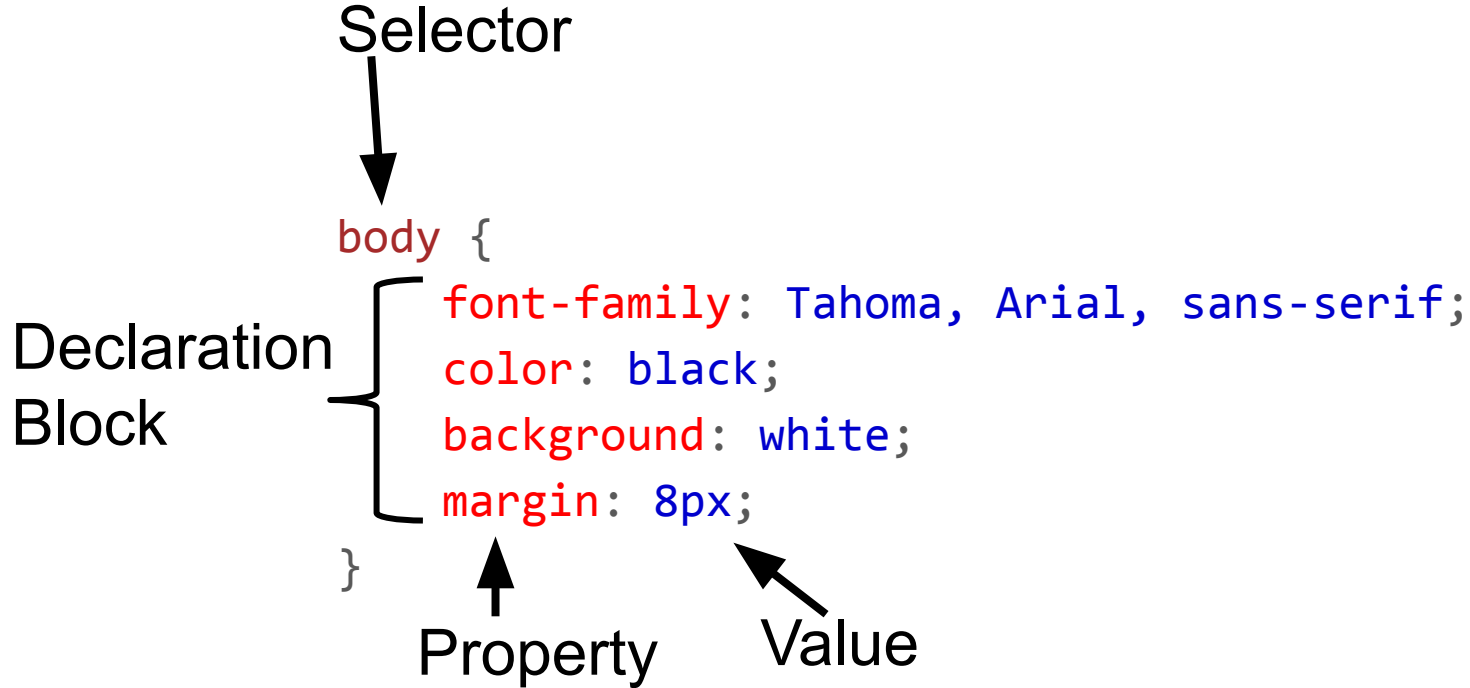 Selector
body {
font-family: Tahoma, Arial, sans-serif;
Declaration
Block
color: black;
background: white;
margin: 8px;
}
Property
Value